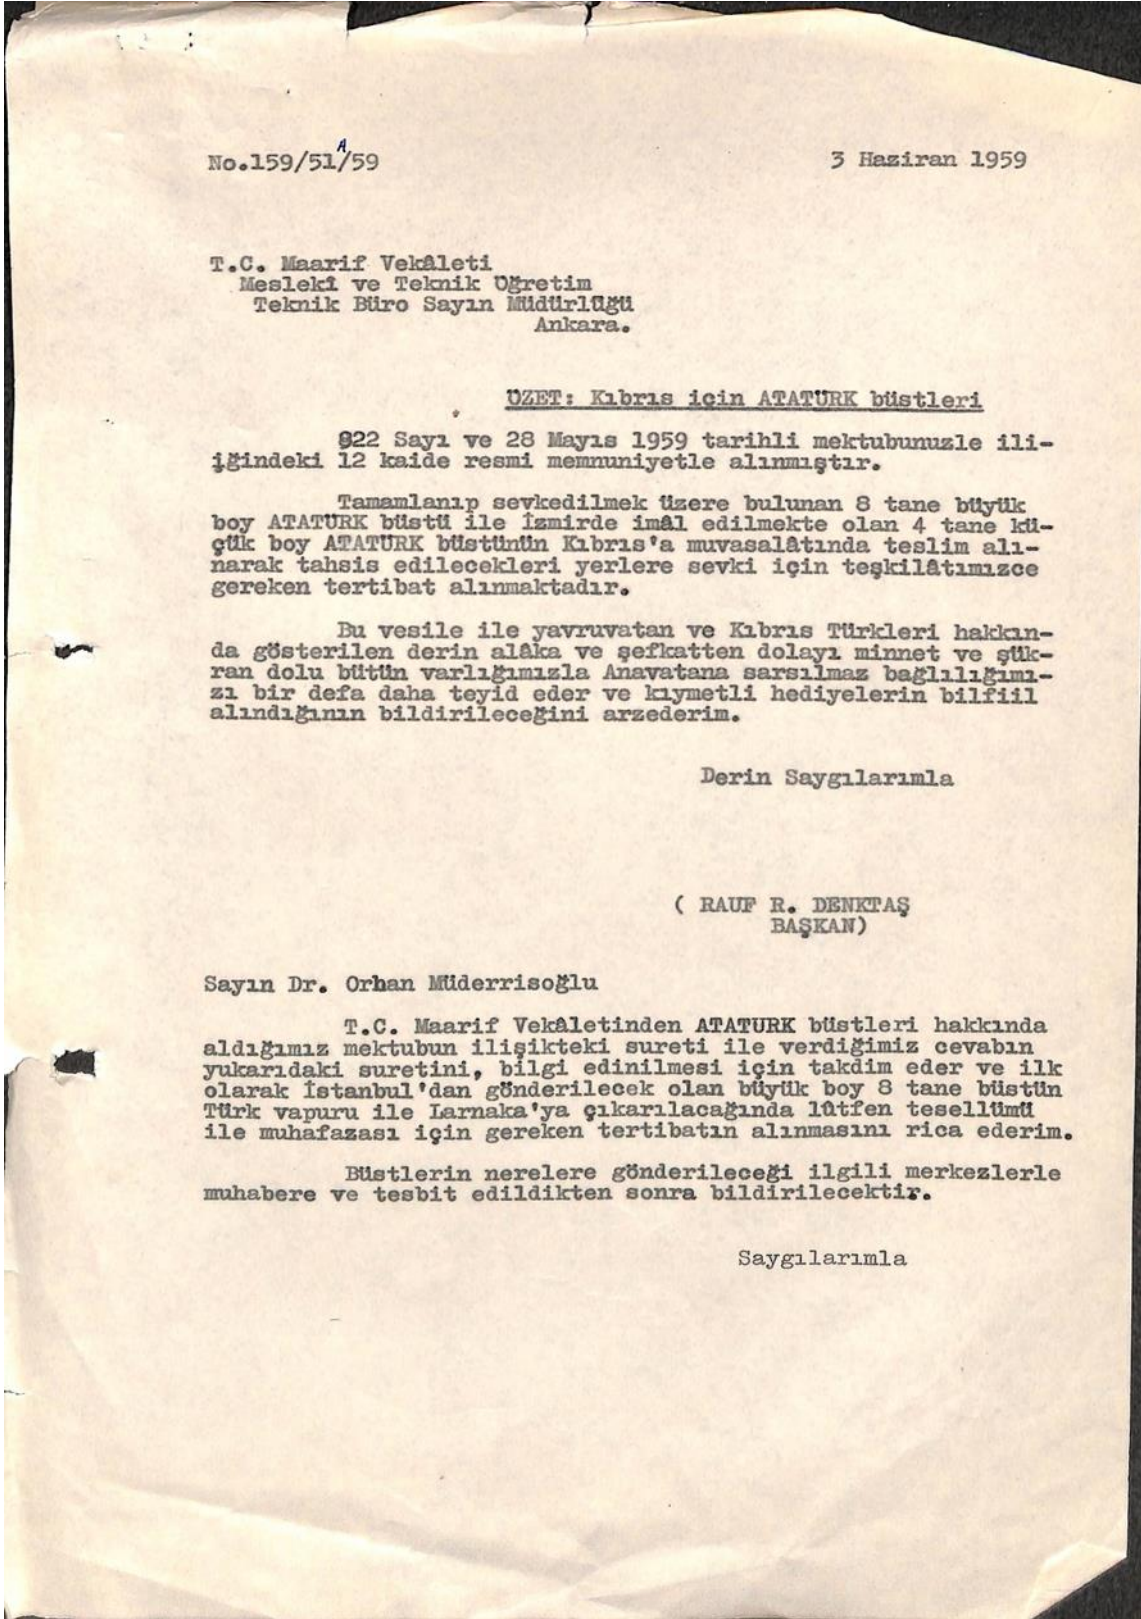 No.159/51A/59
3 Haziran 1959
T.C. Maarif Vekâleti
Meslekî ve Teknik Öğretim
Teknik Büro Sayın Müdürlüğü
Ankara.
ÜZET: Kıbrıs için ATATÜRK büstleri
822 Sayı ve 28 Mayıs 1959 tarihli mektubunuzle ili-
iğindeki 12 kaide resmi memnuniyetle alınmıştır.
Tamamlanıp sevkedilmek üzere bulunan 8 tane büyük
boy ATATÜRK büstü ile İzmirde imâl edilmekte olan 4 tane kü-
çük boy ATATÜRK büstünün Kıbrıs'a muvasalâtında teslim alı-
narak tahsis edilecekleri yerlere sevki için teşkilâtımızce
gereken tertibat alınmaktadır.
Bu vesile ile yavruvatan ve Kıbrıs Türkleri hakkın-
da gösterilen derin alâka ve şefkatten dolayı minnet ve şük-
ran dolu bütün varlığımızla Anavatana sarsılmaz bağlılığımı-
zı bir defa daha teyid eder ve kıymetli hediyelerin bilfiil
alındığının bildirileceğini arzederim.
Derin Saygılarımla
( RAUF R. DENKTAŞ
BAŞKAN)
Sayın Dr. Orhan Müderrisoğlu
T.C. Maarif Vekâletinden ATATURK büstleri hakkında
aldığımız mektubun ilişikteki sureti ile verdiğimiz cevabın
yukarıdaki suretini, bilgi edinilmesi için takdim eder ve ilk
olarak İstanbul'dan gönderilecek olan büyük boy 8 tane büstün
Türk vapuru ile Larnaka'ya çıkarılacağında lûtfen tesellümü
ile muhafazası için gereken tertibatın alınmasını rica ederim.
Büstlerin nerelere gönderileceği ilgili merkezlerle
muhabere ve tesbit edildikten sonra bildirilecektir.
Saygılarımla